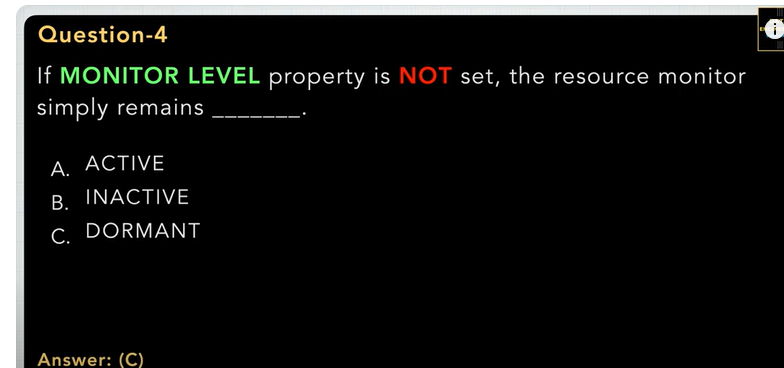 Question-4
If MONITOR LEVEL property is NOT set, the resource monitor
simply remains _______.
A. ACTIVE
B. INACTIVE
C. DORMANT
Answer: (C)